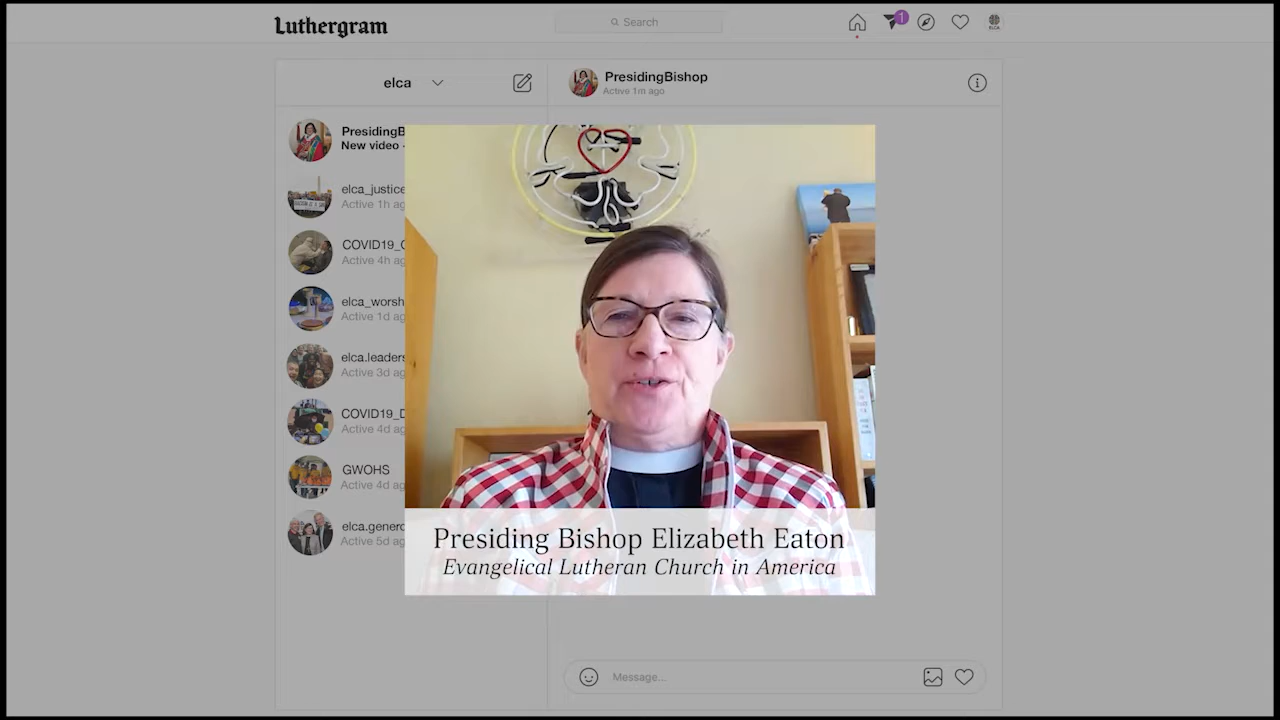 Luthergram
Search
1
elca
PresidingBishop
Active 1m ago
PresidingB
New video
elca_justice
Active 1h ag
COVID19_
Active 4h ag
elca_worsh
Active 1d ag
elca.leaders
Active 3d ag
COVID19_D
Active 4d ag
GWOHS
Active 4d ag
elca.genero
Active 5d ag
Presiding Bishop Elizabeth Eaton
Evangelical Lutheran Church in America
Message...